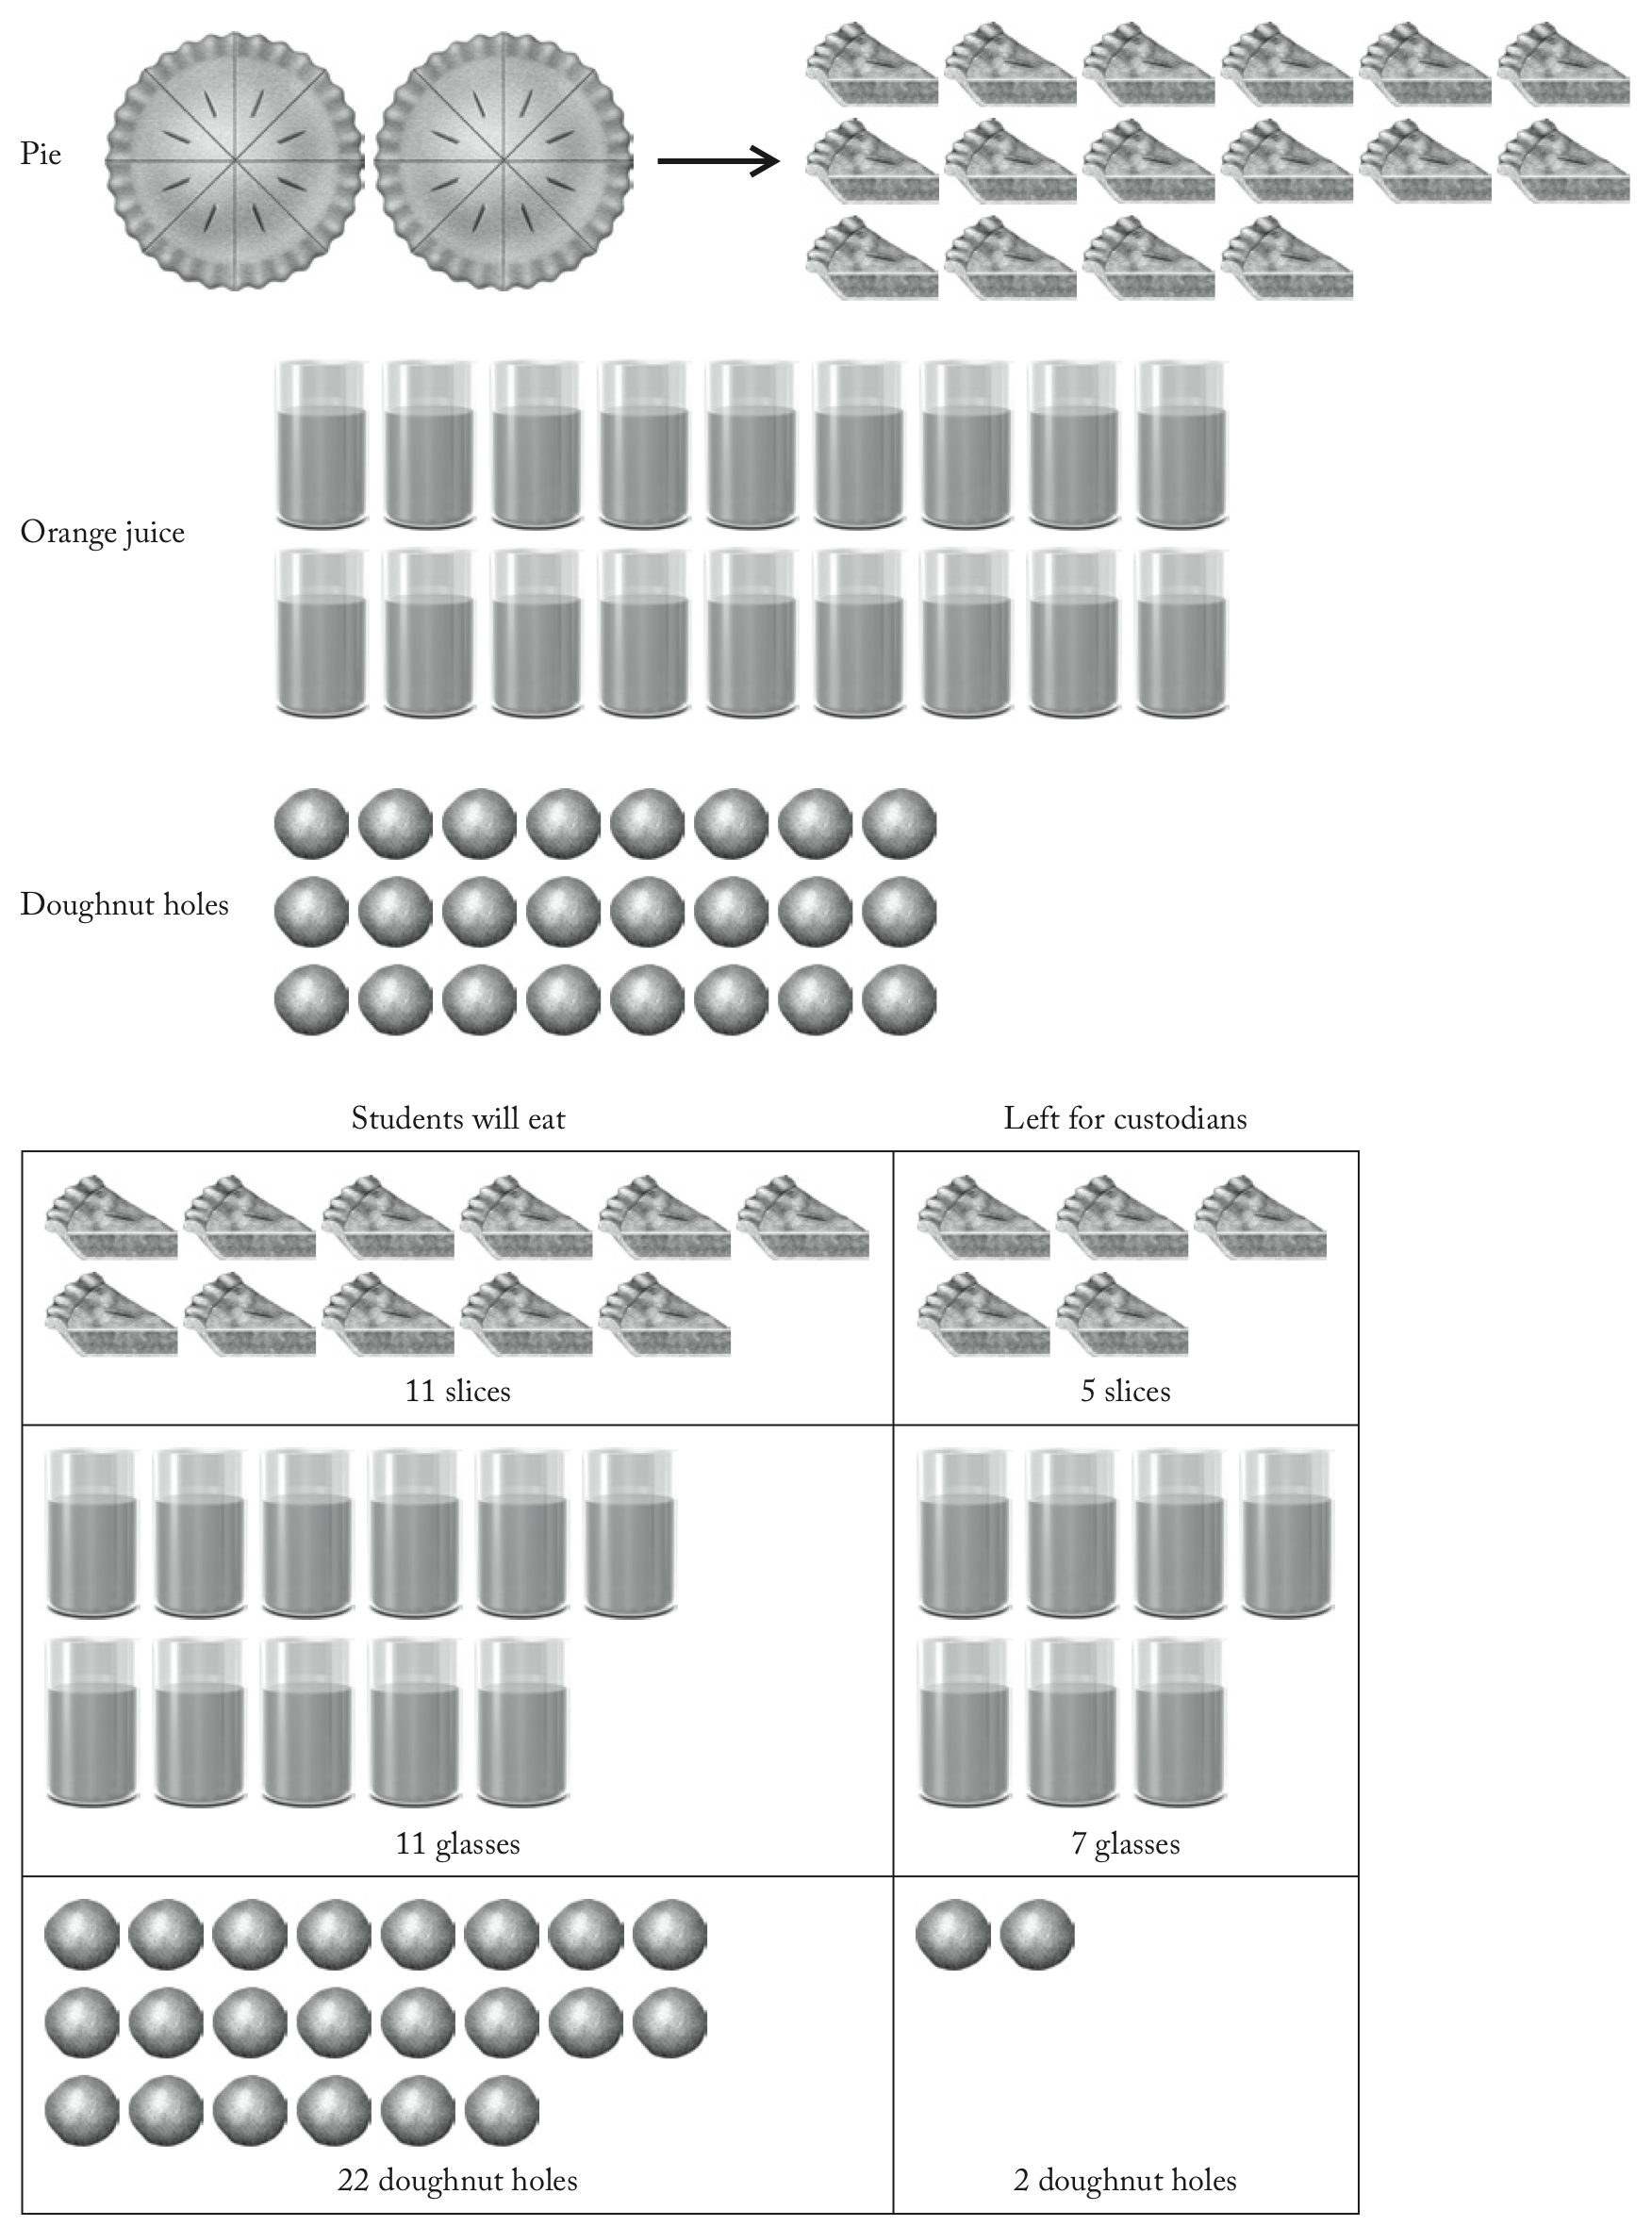 Pie
Orange juice
Doughnut holes
Students will eat
Left for custodians
11 slices
5 slices
11 glasses
7 glasses
22 doughnut holes
2 doughnut holes